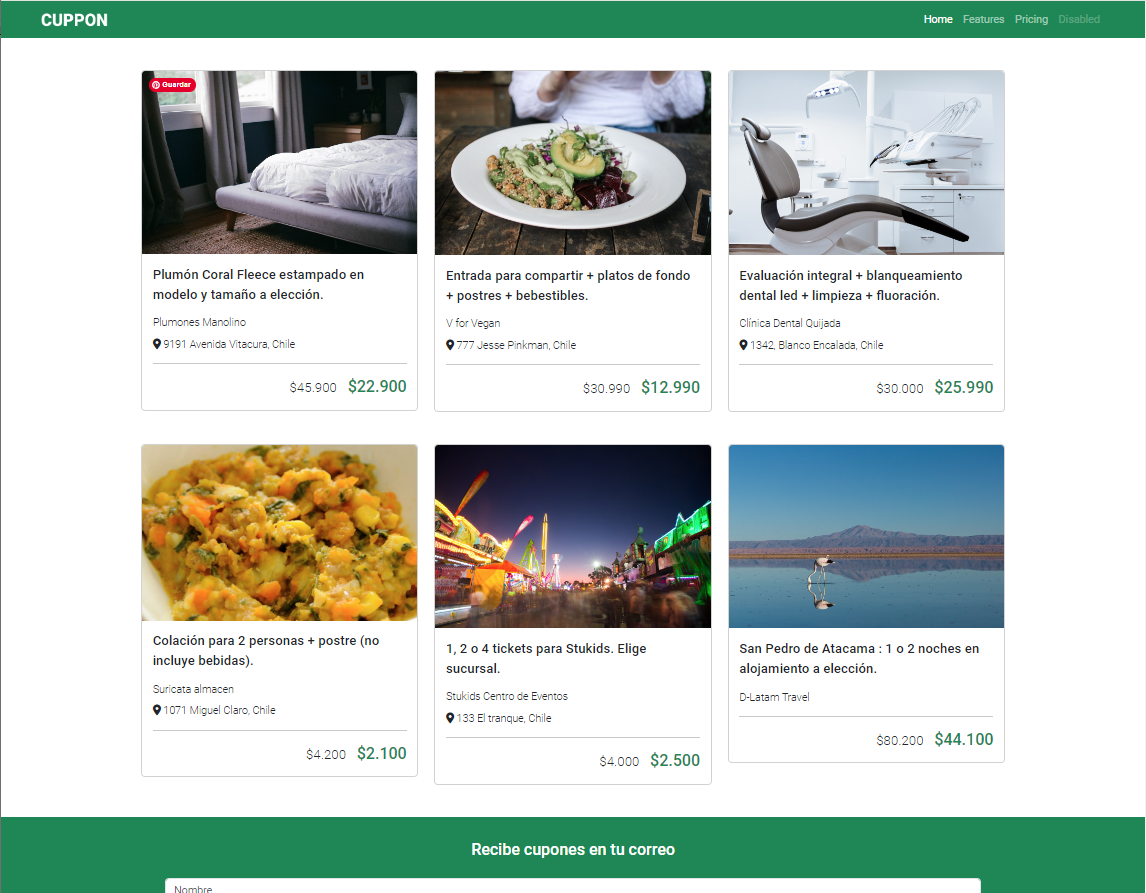 CUPPON
Home Features Pricing Disabled
Guardar
Plumón Coral Fleece estampado en
modelo y tamaño a elección.
Plumones Manolino
9191 Avenida Vitacura, Chile
$45.900 $22.900
Entrada para compartir + platos de fondo
+ postres + bebestibles.
V for Vegan
777 Jesse Pinkman, Chile
$30.990 $12.990
Evaluación integral + blanqueamiento
dental led + limpieza + fluoración.
Clínica Dental Quijada
1342, Blanco Encalada, Chile
$30.000 $25.990
Colación para 2 personas + postre (no
incluye bebidas).
Suricata almacen
1071 Miguel Claro, Chile
$4.200 $2.100
1, 2 o 4 tickets para Stukids. Elige
sucursal.
Stukids Centro de Eventos
133 El tranque, Chile
$4.000 $2.500
San Pedro de Atacama : 1 o 2 noches en
alojamiento a elección.
D-Latam Travel
$80.200 $44.100
Recibe cupones en tu correo
Nombre